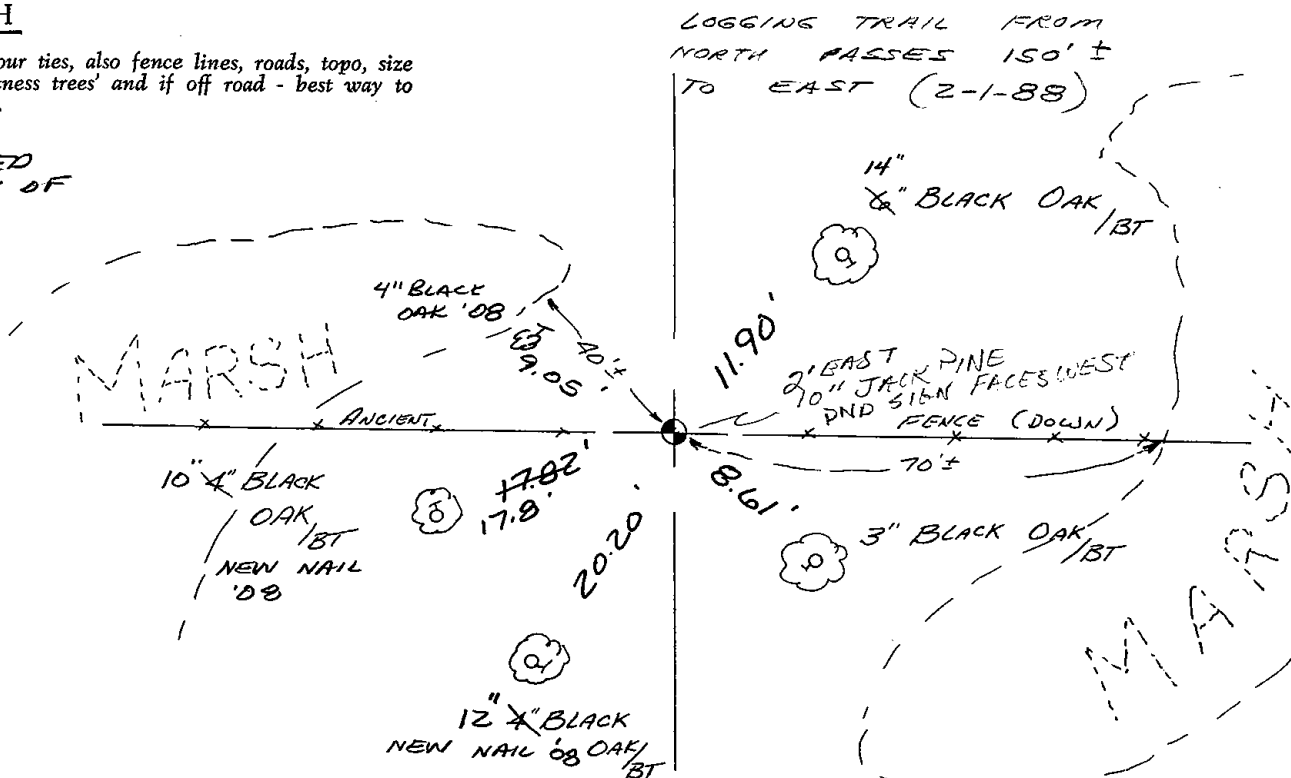 H
our ties, also fence lines, roads, topo, size
ness trees' and if off road - best way to
ED
OF
LOGGING TRAIL FROM
NORTH PASSES 150' ±
TO EAST (2-1-88)
14"
6" BLACK OAK
/BT
4" BLACK
OAK '08
9.05'
40'±
11.90'
2' EAST
10" JACK PINE
DND SIGN FACES WEST
MARSH
ANCIENT
FENCE (DOWN)
70'±
10" 4" BLACK
OAK
/BT
NEW NAIL
'08
17.82'
17.8'
8.61'
3" BLACK OAK
/BT
20.20'
12" 4" BLACK
NEW NAIL '08 OAK/
BT
MARSH